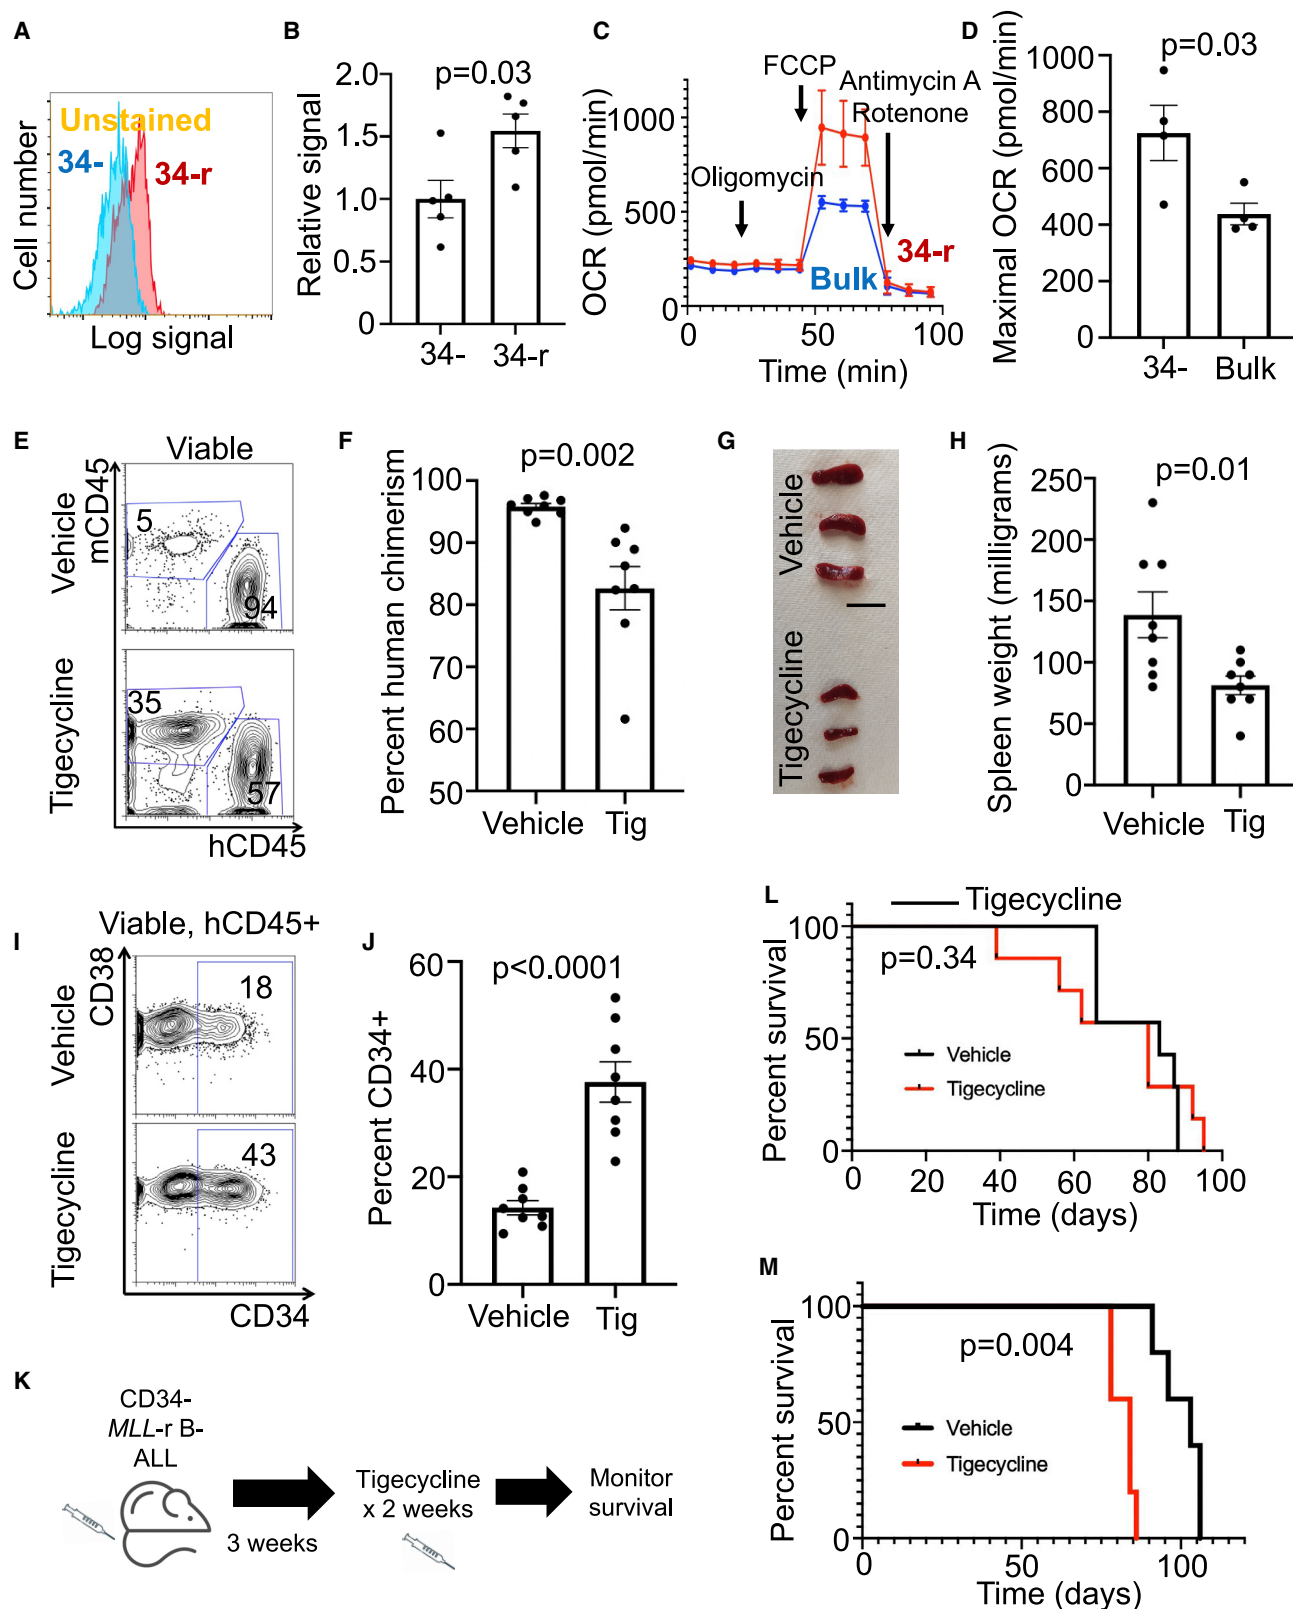 A
Unstained
34-
34-r
Cell number
Log signal
B
p=0.03
Relative signal
2.0
1.5
1.0
0.5
0
34-
34-r
C
FCCP
Antimycin A
Rotenone
Oligomycin
OCR (pmol/min)
1000
500
0
Bulk
34-r
0
50
100
Time (min)
D
p=0.03
Maximal OCR (pmol/min)
1000
800
600
400
200
0
34-
Bulk
E
Viable
mCD45
Vehicle
5
94
Tigecycline
35
57
hCD45
F
p=0.002
Percent human chimerism
100
90
80
70
60
50
Vehicle
Tig
G
Vehicle
Tigecycline
H
p=0.01
Spleen weight (milligrams)
250
200
150
100
50
0
Vehicle
Tig
I
Viable, hCD45+
CD38
Vehicle
18
Tigecycline
43
CD34
J
p<0.0001
Percent CD34+
60
40
20
0
Vehicle
Tig
K
CD34-
MLL-r B-
ALL
3 weeks
Tigecycline
x 2 weeks
Monitor
survival
L
Tigecycline
p=0.34
Percent survival
100
50
0
Vehicle
Tigecycline
0
20
40
60
80
100
Time (days)
M
p=0.004
Percent survival
100
50
0
Vehicle
Tigecycline
0
50
100
Time (days)